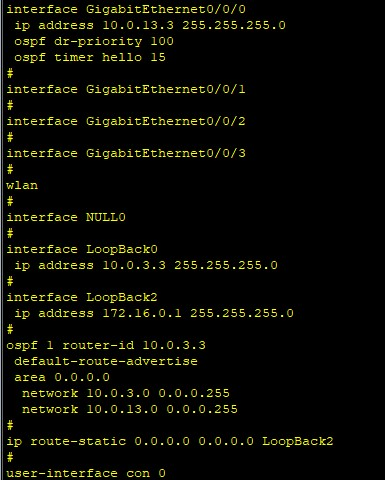 interface GigabitEthernet0/0/0
 ip address 10.0.13.3 255.255.255.0
 ospf dr-priority 100
 ospf timer hello 15
#
interface GigabitEthernet0/0/1
#
interface GigabitEthernet0/0/2
#
interface GigabitEthernet0/0/3
#
wlan
#
interface NULL0
#
interface LoopBack0
 ip address 10.0.3.3 255.255.255.0
#
interface LoopBack2
 ip address 172.16.0.1 255.255.255.0
#
ospf 1 router-id 10.0.3.3
 default-route-advertise
 area 0.0.0.0
  network 10.0.3.0 0.0.0.255
  network 10.0.13.0 0.0.0.255
#
ip route-static 0.0.0.0 0.0.0.0 LoopBack2
#
user-interface con 0